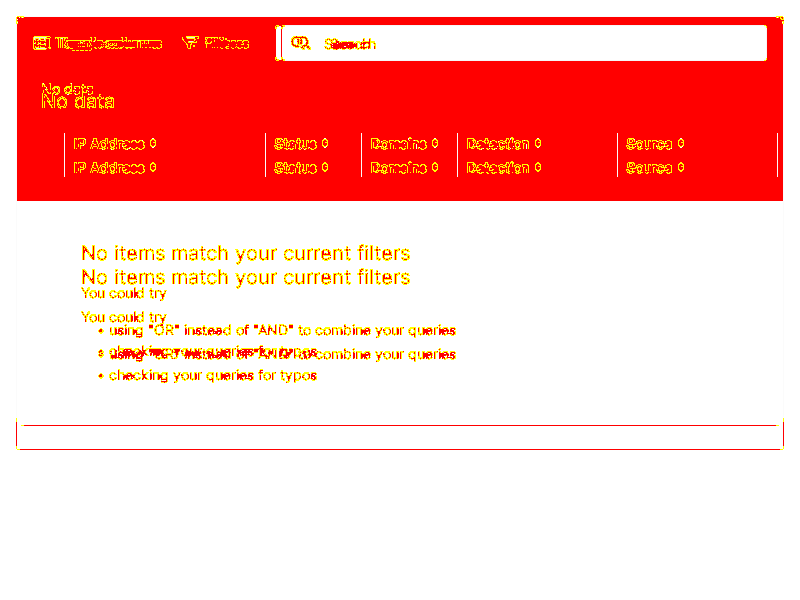 Search
No data
No data
IP Address Status Domains Detection Source
IP Address Status Domains Detection Source
No items match your current filters
No items match your current filters
You could try
You could try
• using "OR" instead of "AND" to combine your queries
• checking your queries for typos
• using "OR" instead of "AND" to combine your queries
• checking your queries for typos